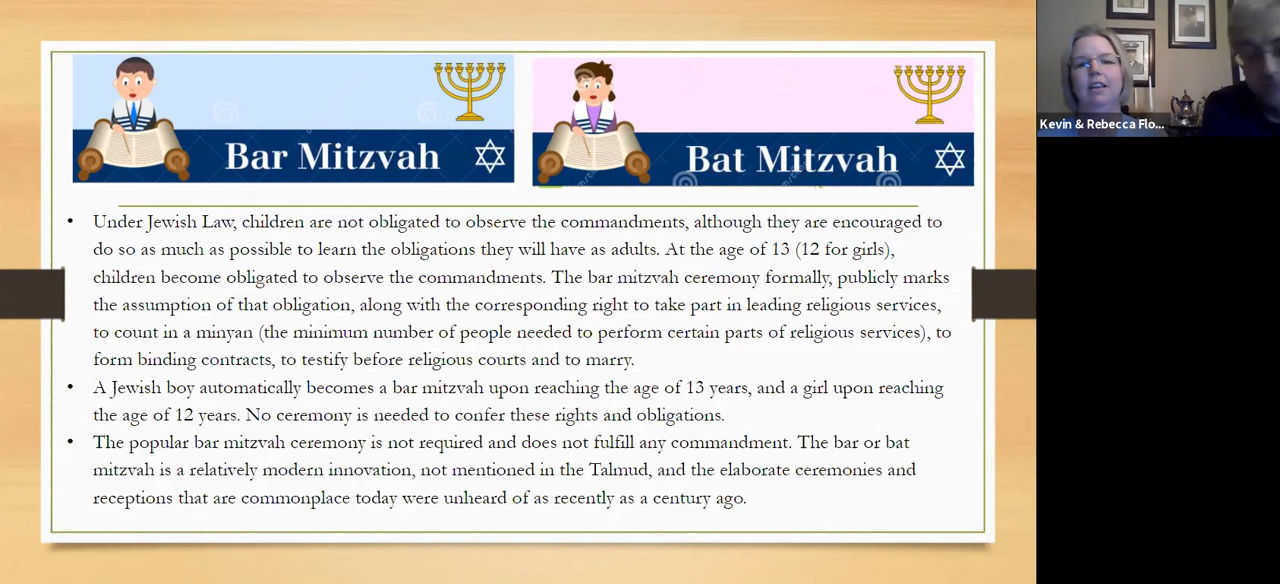 Bar Mitzvah
Bat Mitzvah
Kevin & Rebecca Flo...
• Under Jewish Law, children are not obligated to observe the commandments, although they are encouraged to
do so as much as possible to learn the obligations they will have as adults. At the age of 13 (12 for girls),
children become obligated to observe the commandments. The bar mitzvah ceremony formally, publicly marks
the assumption of that obligation, along with the corresponding right to take part in leading religious services,
to count in a minyan (the minimum number of people needed to perform certain parts of religious services), to
form binding contracts, to testify before religious courts and to marry.
• A Jewish boy automatically becomes a bar mitzvah upon reaching the age of 13 years, and a girl upon reaching
the age of 12 years. No ceremony is needed to confer these rights and obligations.
• The popular bar mitzvah ceremony is not required and does not fulfill any commandment. The bar or bat
mitzvah is a relatively modern innovation, not mentioned in the Talmud, and the elaborate ceremonies and
receptions that are commonplace today were unheard of as recently as a century ago.